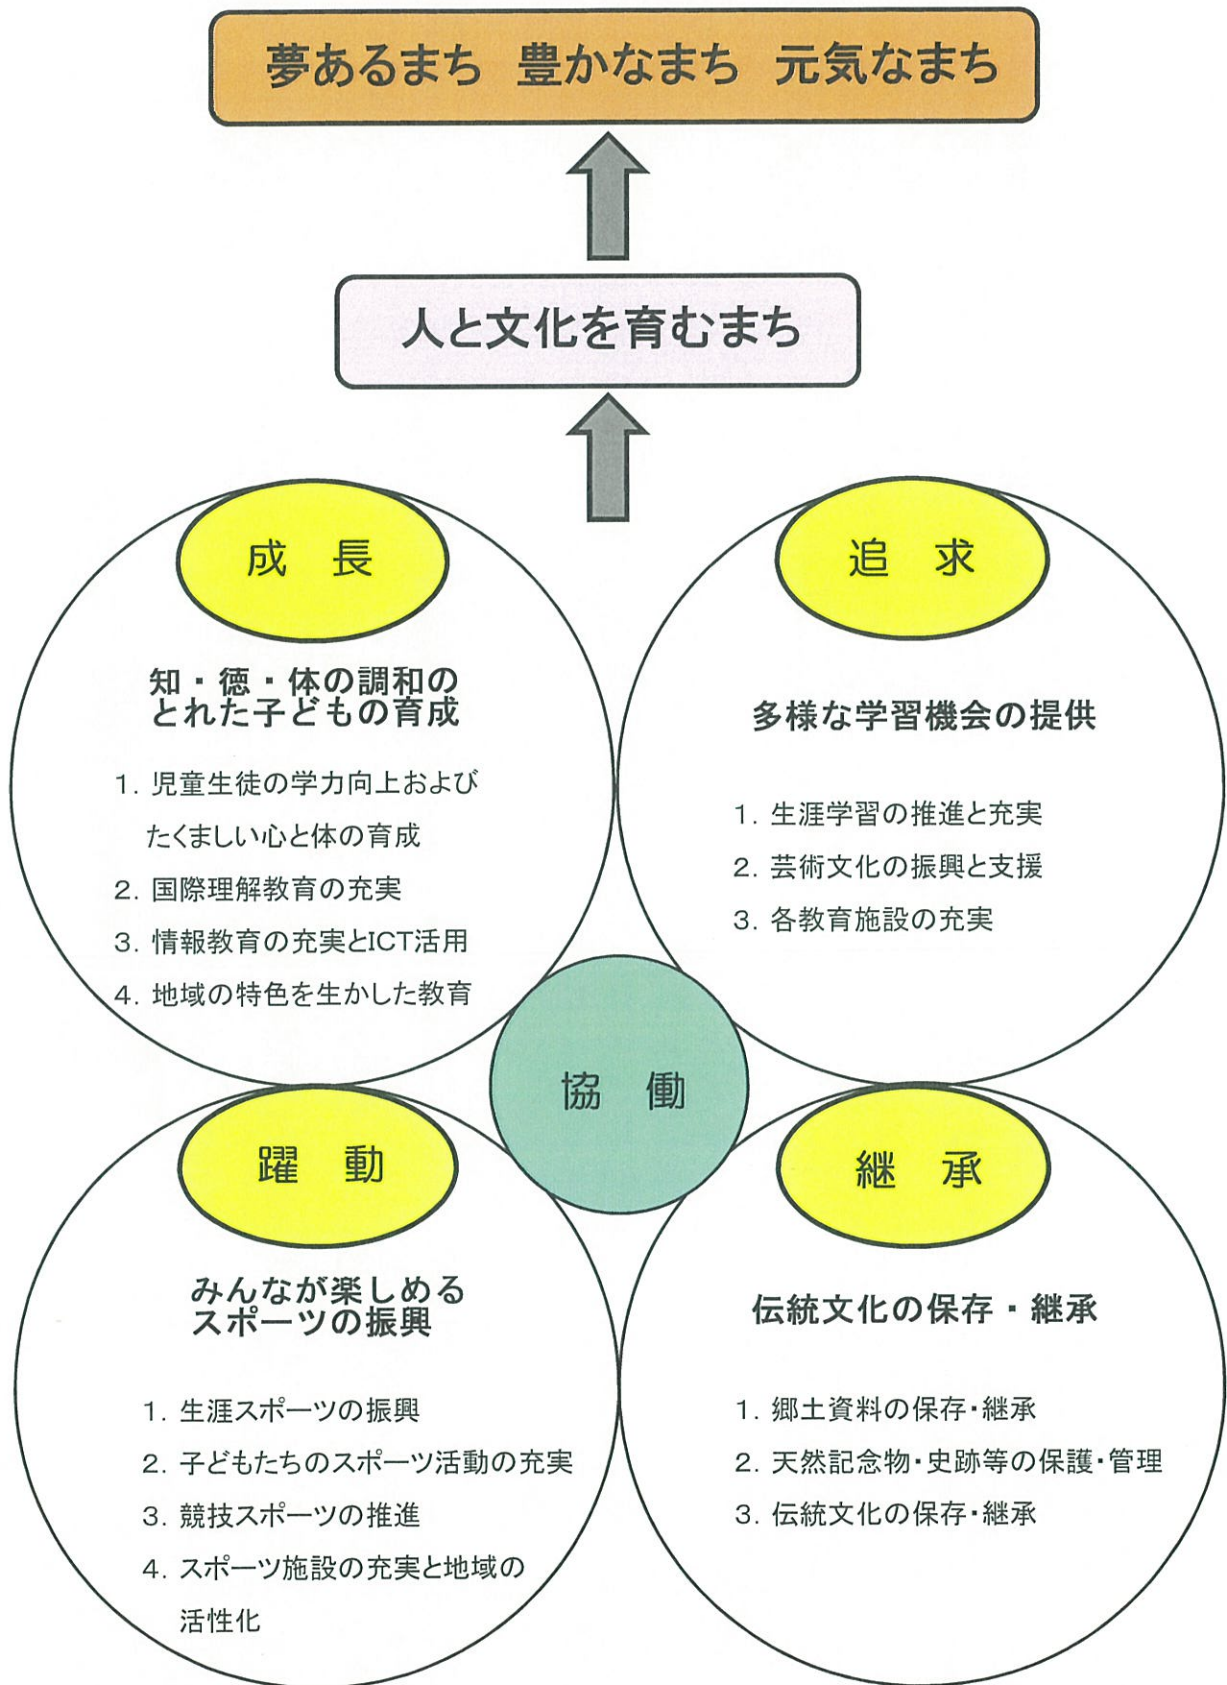 夢あるまち 豊かなまち 元気なまち
人と文化を育むまち
成 長
知・徳・体の調和の
とれた子どもの育成
1. 児童生徒の学力向上および
たくましい心と体の育成
2. 国際理解教育の充実
3. 情報教育の充実とICT活用
4. 地域の特色を生かした教育
追 求
多様な学習機会の提供
1. 生涯学習の推進と充実
2. 芸術文化の振興と支援
3. 各教育施設の充実
協 働
躍 動
みんなが楽しめる
スポーツの振興
1. 生涯スポーツの振興
2. 子どもたちのスポーツ活動の充実
3. 競技スポーツの推進
4. スポーツ施設の充実と地域の
活性化
継 承
伝統文化の保存・継承
1. 郷土資料の保存・継承
2. 天然記念物・史跡等の保護・管理
3. 伝統文化の保存・継承